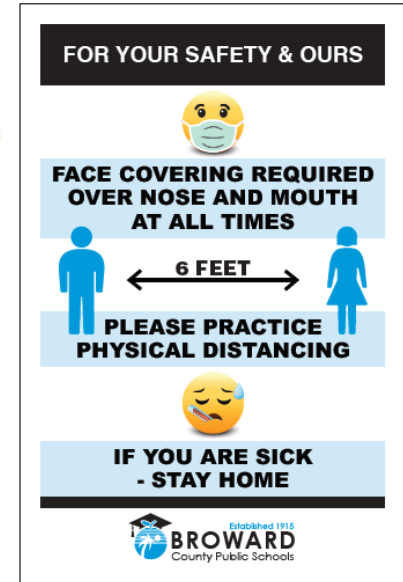 FOR YOUR SAFETY & OURS
FACE COVERING REQUIRED
OVER NOSE AND MOUTH
AT ALL TIMES
6 FEET
PLEASE PRACTICE
PHYSICAL DISTANCING
IF YOU ARE SICK
- STAY HOME
Established 1915
BROWARD
County Public Schools